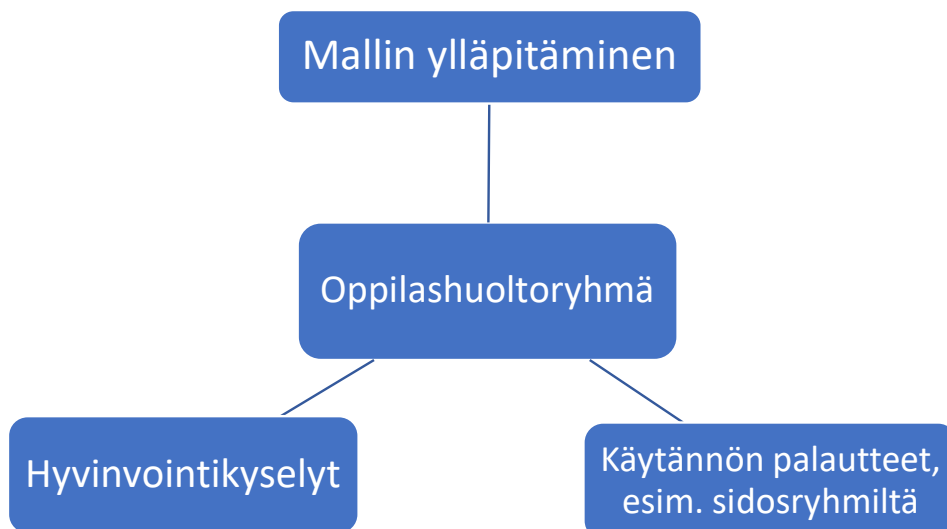 Mallin ylläpitäminen
Oppilashuoltoryhmä
Hyvinvointikyselyt
Käytännön palautteet,
esim. sidosryhmiltä